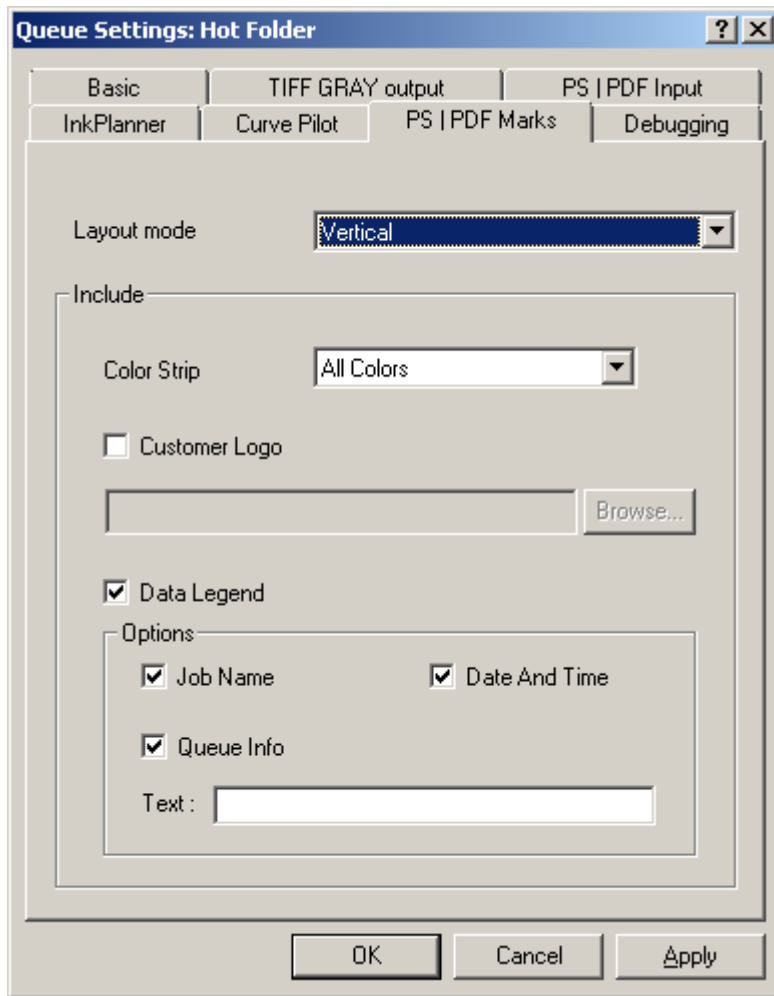 Queue Settings: Hot Folder
?
Basic
TIFF GRAY output
PS | PDF Input
InkPlanner
Curve Pilot
PS | PDF Marks
Debugging
Layout mode
Vertical
Include
Color Strip
All Colors
Customer Logo
Browse...
Data Legend
Options
Job Name
Date And Time
Queue Info
Text :
OK
Cancel
Apply